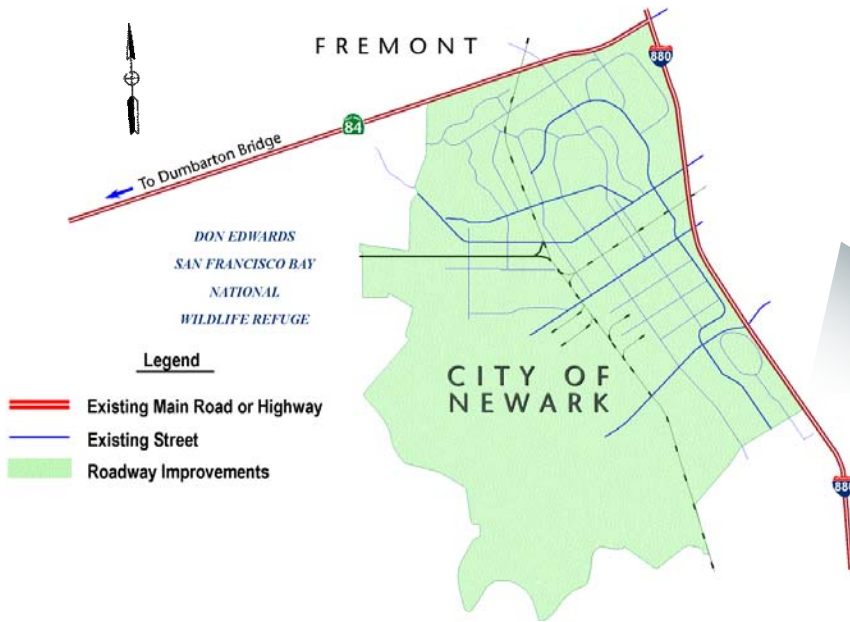 FREMONT
880
84
To Dumbarton Bridge
DON EDWARDS
SAN FRANCISCO BAY
NATIONAL
WILDLIFE REFUGE
Legend
Existing Main Road or Highway
Existing Street
Roadway Improvements
CITY OF
NEWARK
880